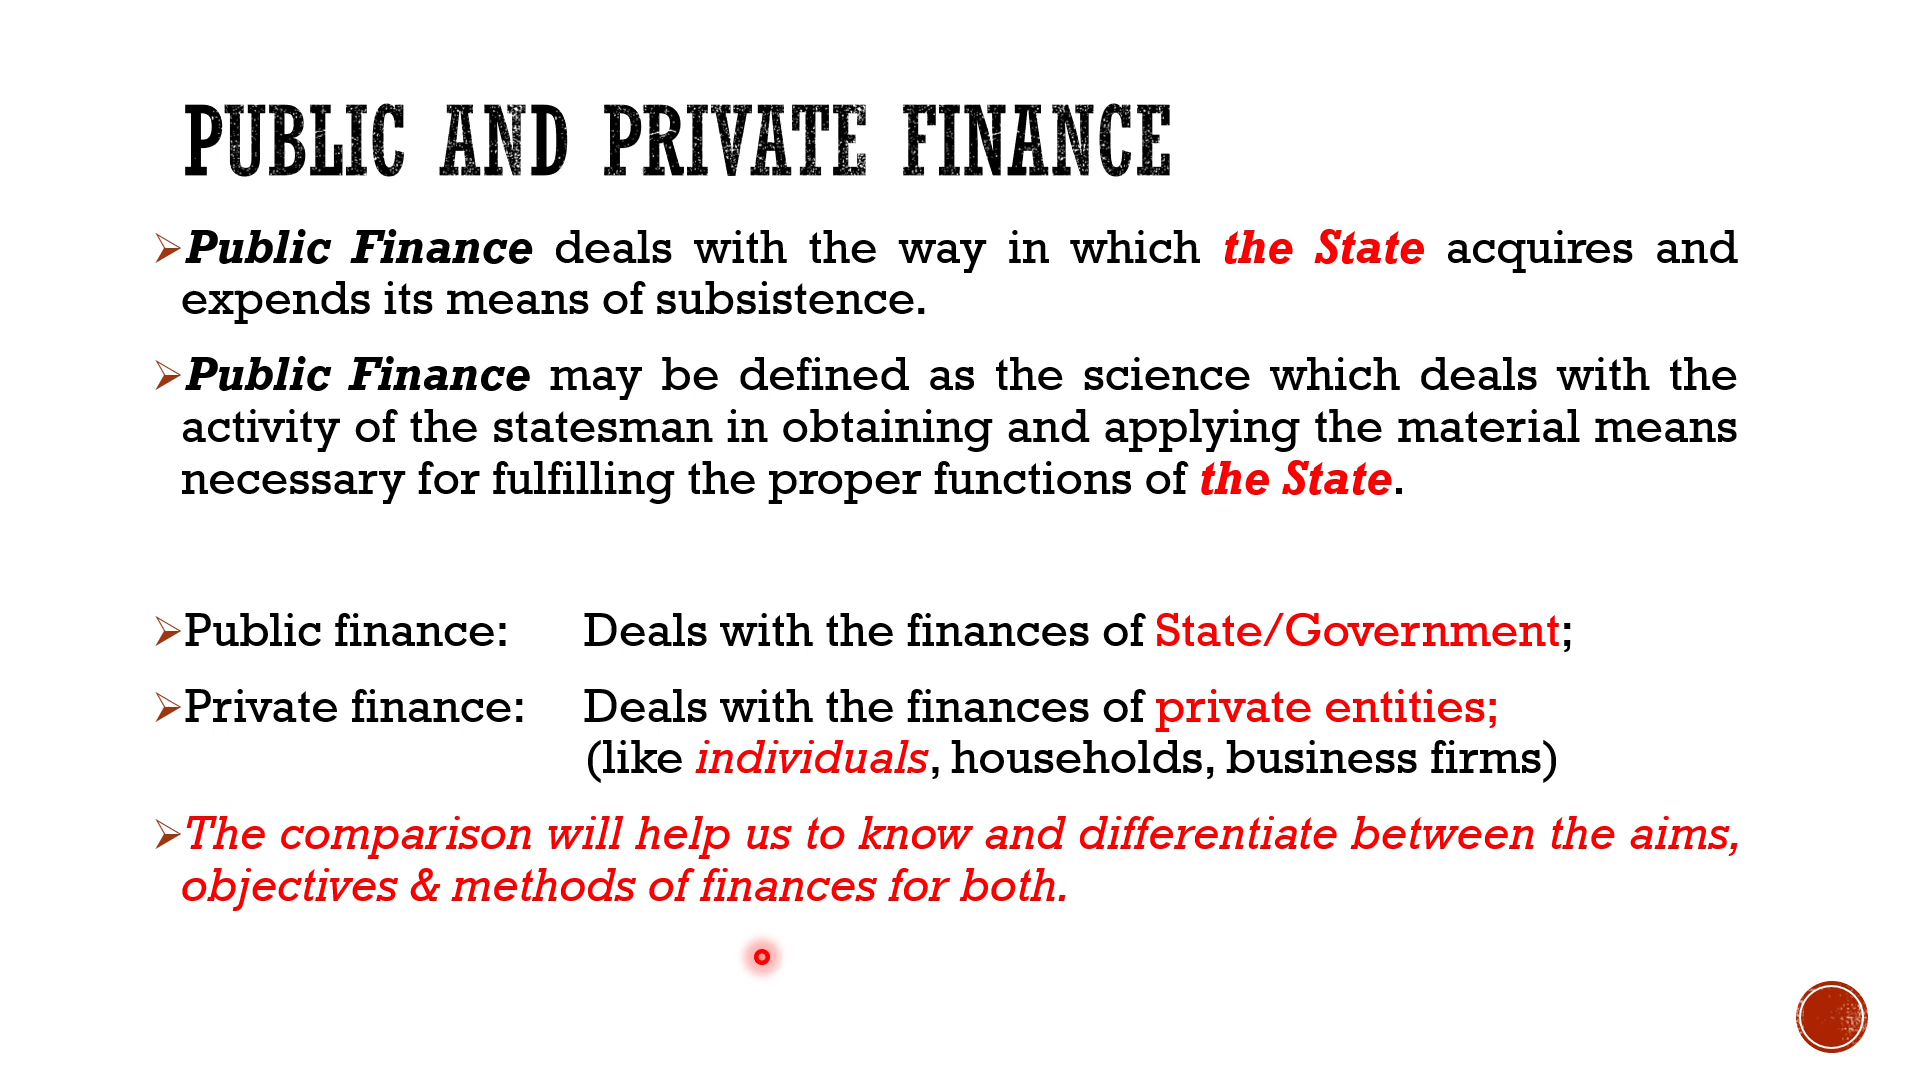 PUBLIC AND PRIVATE FINANCE
Public Finance deals with the way in which the State acquires and
expends its means of subsistence.
Public Finance may be defined as the science which deals with the
activity of the statesman in obtaining and applying the material means
necessary for fulfilling the proper functions of the State.
Public finance: Deals with the finances of State/Government;
Private finance: Deals with the finances of private entities;
(like individuals, households, business firms)
The comparison will help us to know and differentiate between the aims,
objectives & methods of finances for both.